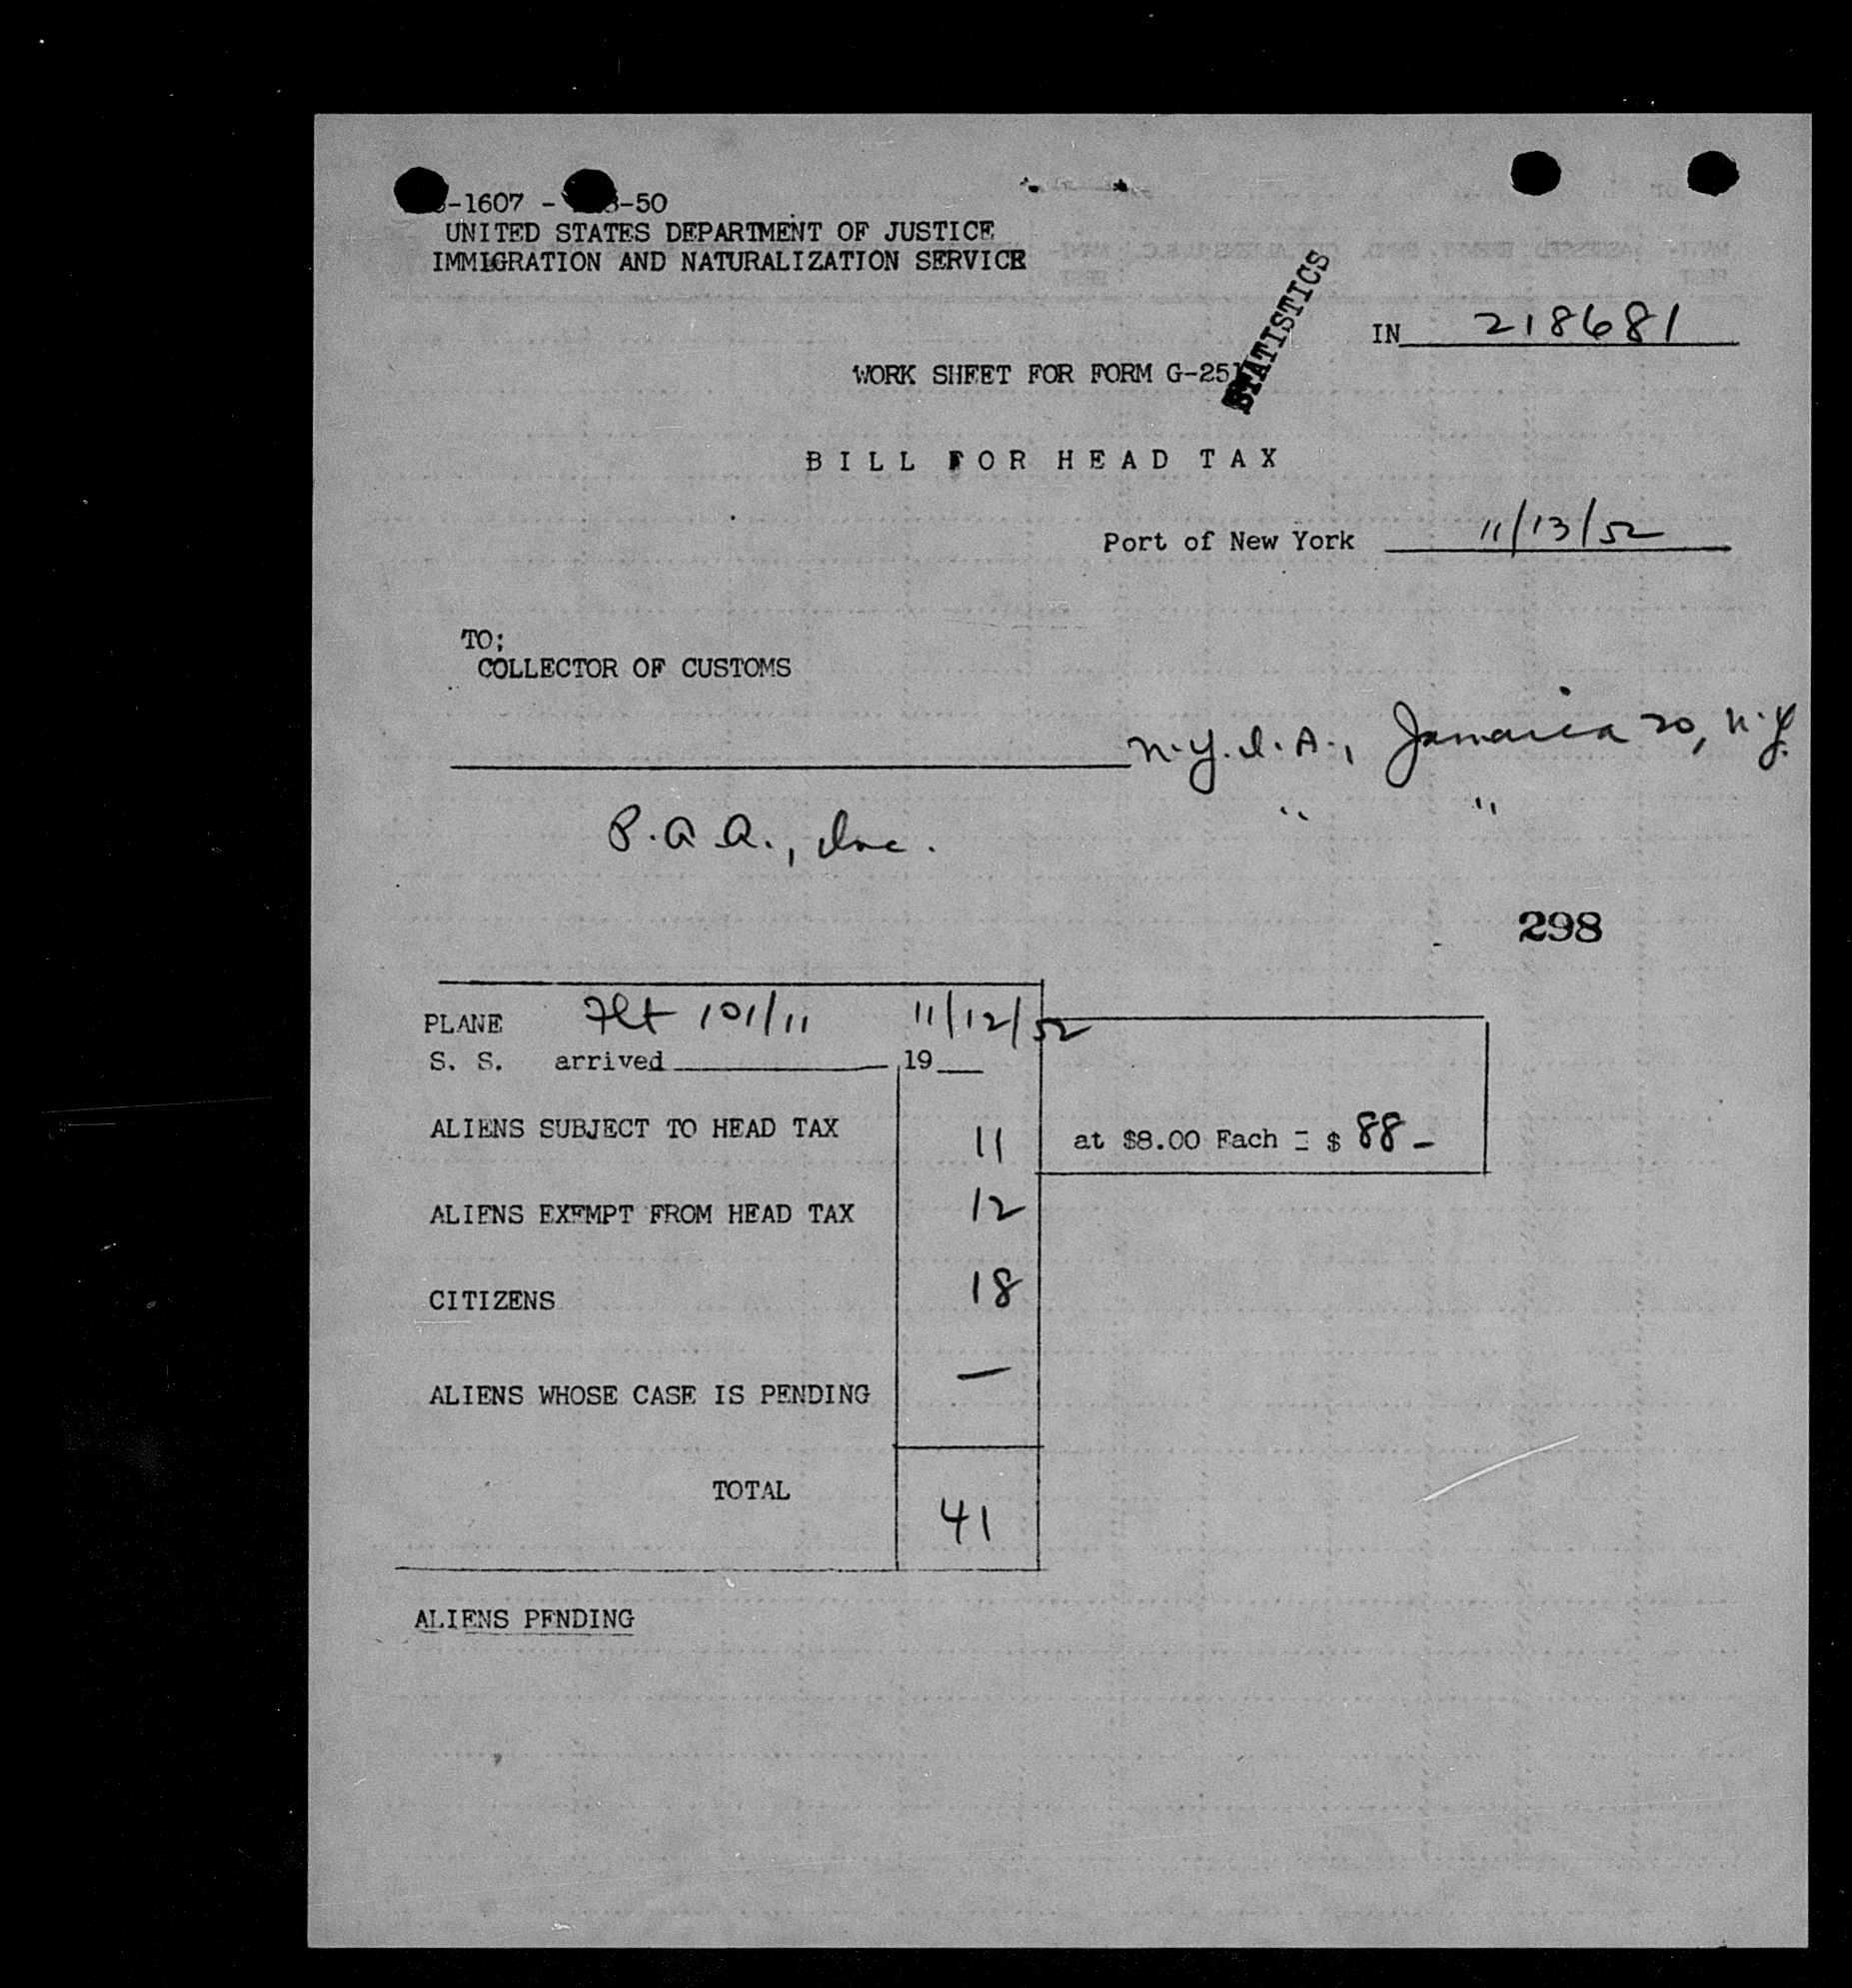 -1607 - -50
UNITED STATES DEPARTMENT OF JUSTICE
IMMIGRATION AND NATURALIZATION SERVICE
STATISTICS
IN 218681
WORK SHEET FOR FORM G-251
BILL FOR HEAD TAX
Port of New York 11/13/52
TO;
COLLECTOR OF CUSTOMS
N.Y.I.A., Jamaica 20, N.Y.
P.A.A., Inc. " "
298
PLANE Flt 101/11 11/12/52
S. S. arrived 19
ALIENS SUBJECT TO HEAD TAX 11 at $8.00 Each = $ 88-
ALIENS EXEMPT FROM HEAD TAX 12
CITIZENS 18
ALIENS WHOSE CASE IS PENDING —
TOTAL 41
ALIENS PENDING